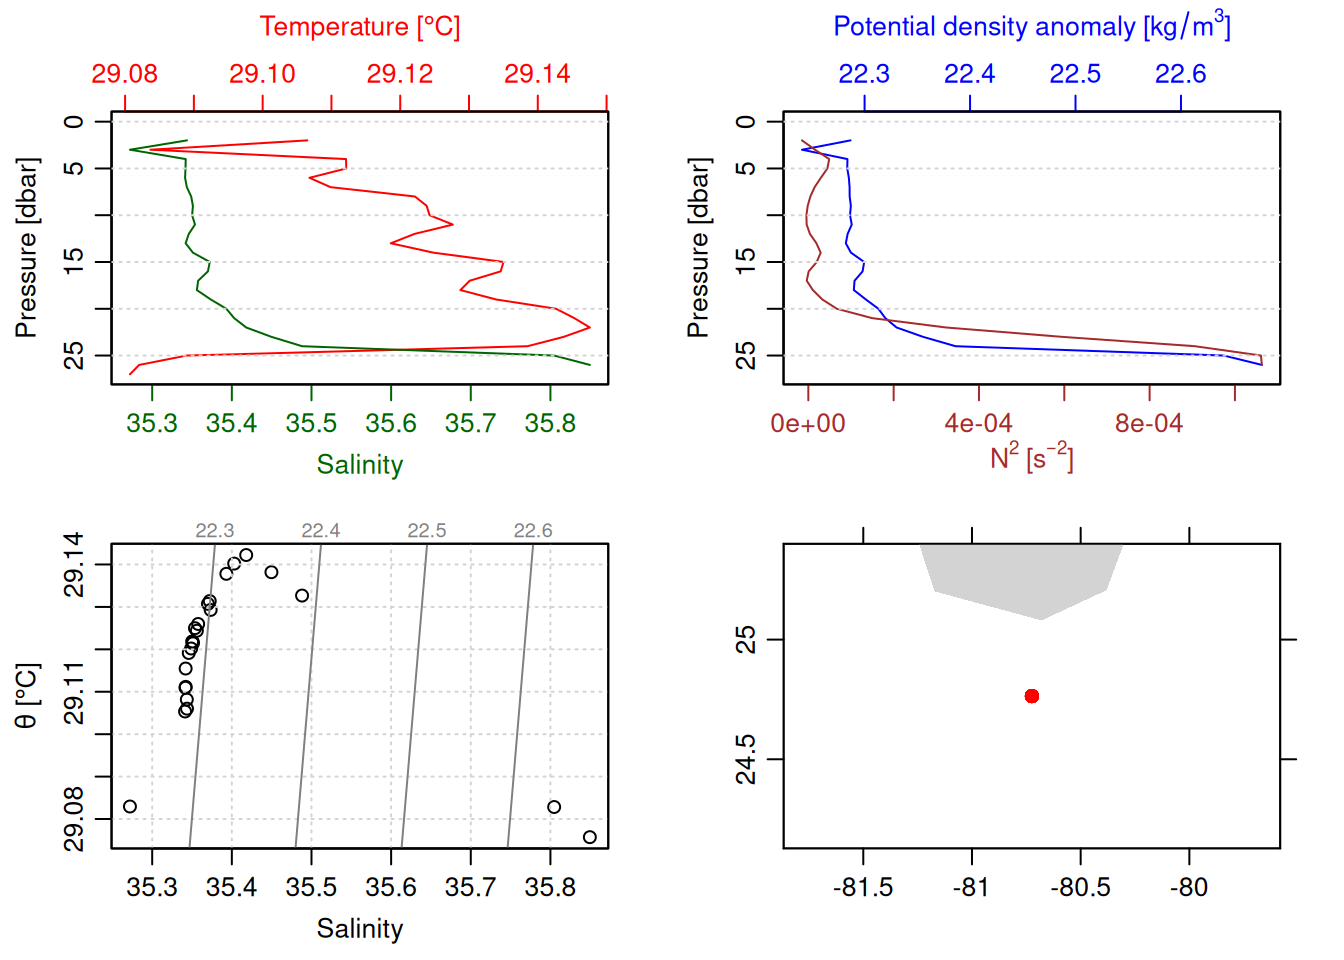 Temperature [°C]
29.08 29.10 29.12 29.14
Pressure [dbar]
0
5
15
25
35.3 35.4 35.5 35.6 35.7 35.8
Salinity
Potential density anomaly [kg/m³]
22.3 22.4 22.5 22.6
Pressure [dbar]
0
5
15
25
0e+00 4e-04 8e-04
N² [s⁻²]
22.3 22.4 22.5 22.6
θ [°C]
29.14
29.11
29.08
35.3 35.4 35.5 35.6 35.7 35.8
Salinity
25
24.5
-81.5 -81 -80.5 -80